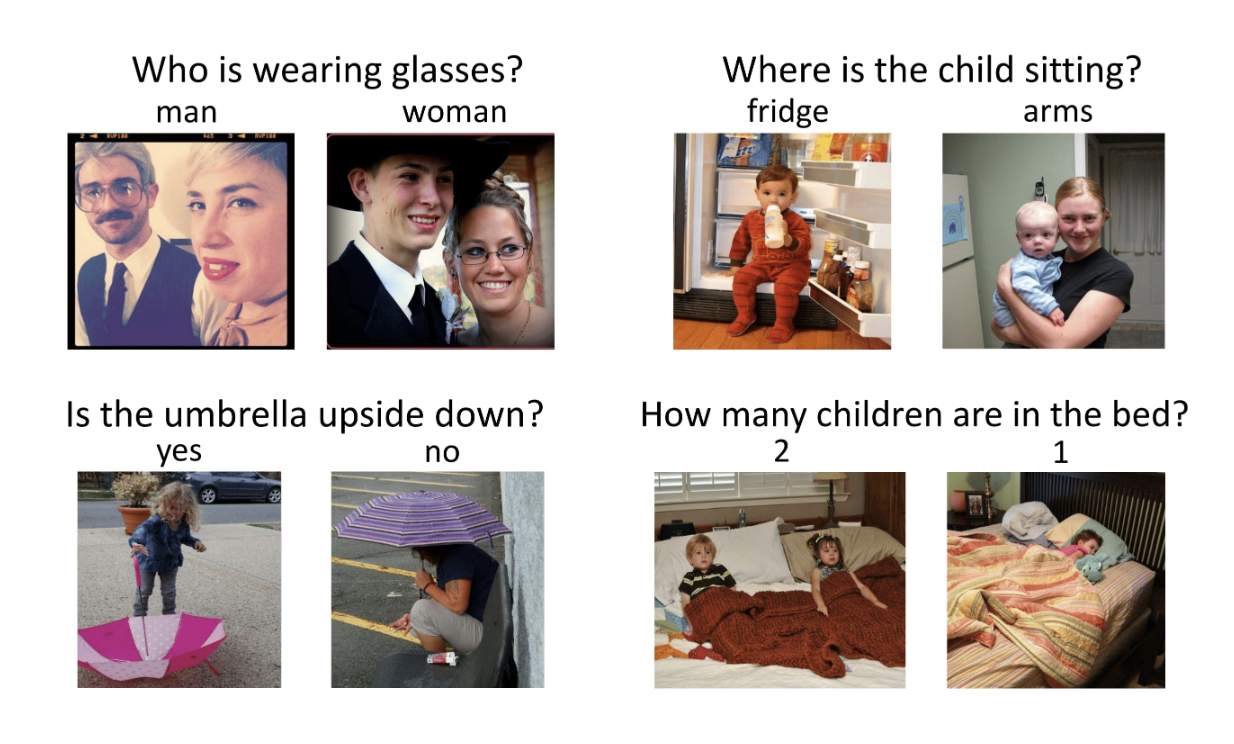 Who is wearing glasses?
man
woman
Where is the child sitting?
fridge
arms
Is the umbrella upside down?
yes
no
How many children are in the bed?
2
1